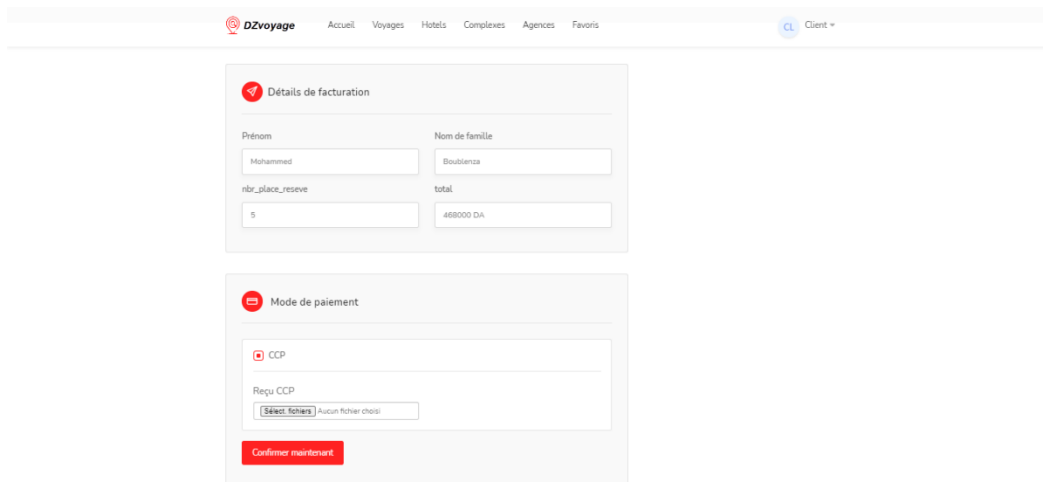 DZvoyage Accueil Voyages Hotels Complexes Agences Favoris CL Client
Détails de facturation
Prénom Nom de famille
Mohammed Boublenza
nbr_place_reseve total
5 468000 DA
Mode de paiement
CCP
Reçu CCP
Sélect. fichiers Aucun fichier choisi
Confirmer maintenant